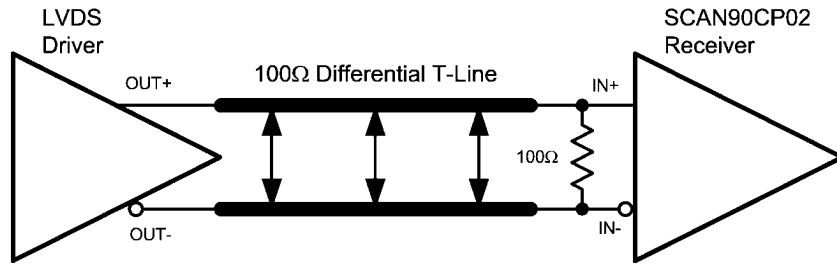 LVDS
Driver
SCAN90CP02
Receiver
OUT+
100Ω Differential T-Line
IN+
100Ω
OUT-
IN-